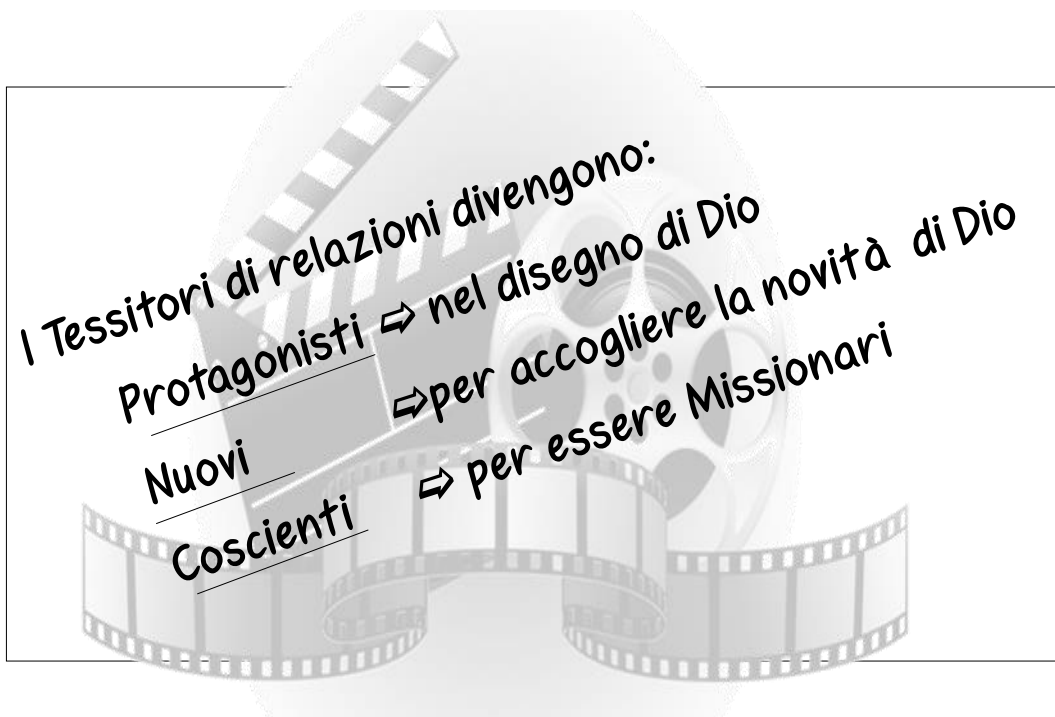 I Tessitori di relazioni divengono:
Protagonisti ⇨ nel disegno di Dio
Nuovi ⇨per accogliere la novità di Dio
Coscienti ⇨ per essere Missionari